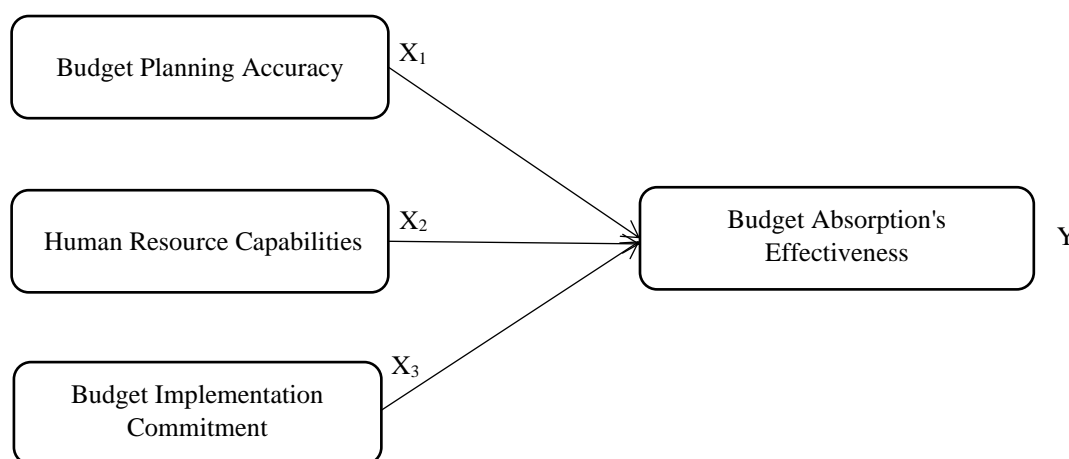 Budget Planning Accuracy
X₁
Human Resource Capabilities
X₂
Budget Implementation
Commitment
X₃
Budget Absorption's
Effectiveness
Y